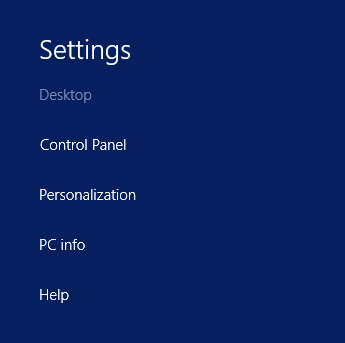 Settings
Desktop
Control Panel
Personalization
PC info
Help